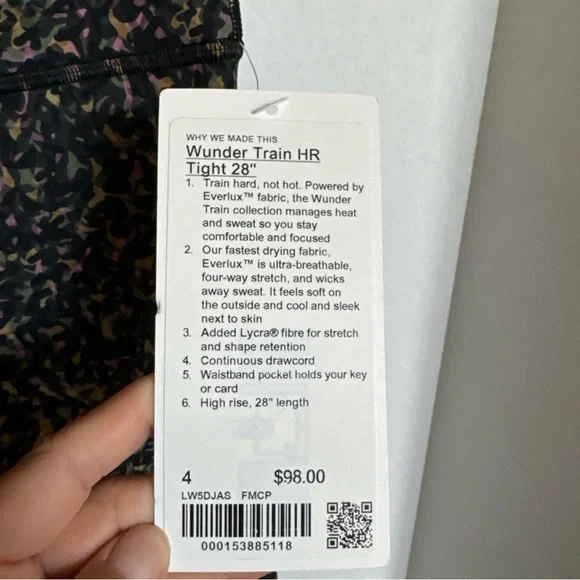 WHY WE MADE THIS
Wunder Train HR
Tight 28"
1. Train hard, not hot. Powered by
Everlux™ fabric, the Wunder
Train collection manages heat
and sweat so you stay
comfortable and focused
2. Our fastest drying fabric,
Everlux™ is ultra-breathable,
four-way stretch, and wicks
away sweat. It feels soft on
the outside and cool and sleek
next to skin
3. Added Lycra® fibre for stretch
and shape retention
4. Continuous drawcord
5. Waistband pocket holds your key
or card
6. High rise, 28" length
4 $98.00
LW5DJAS FMCP
000153885118